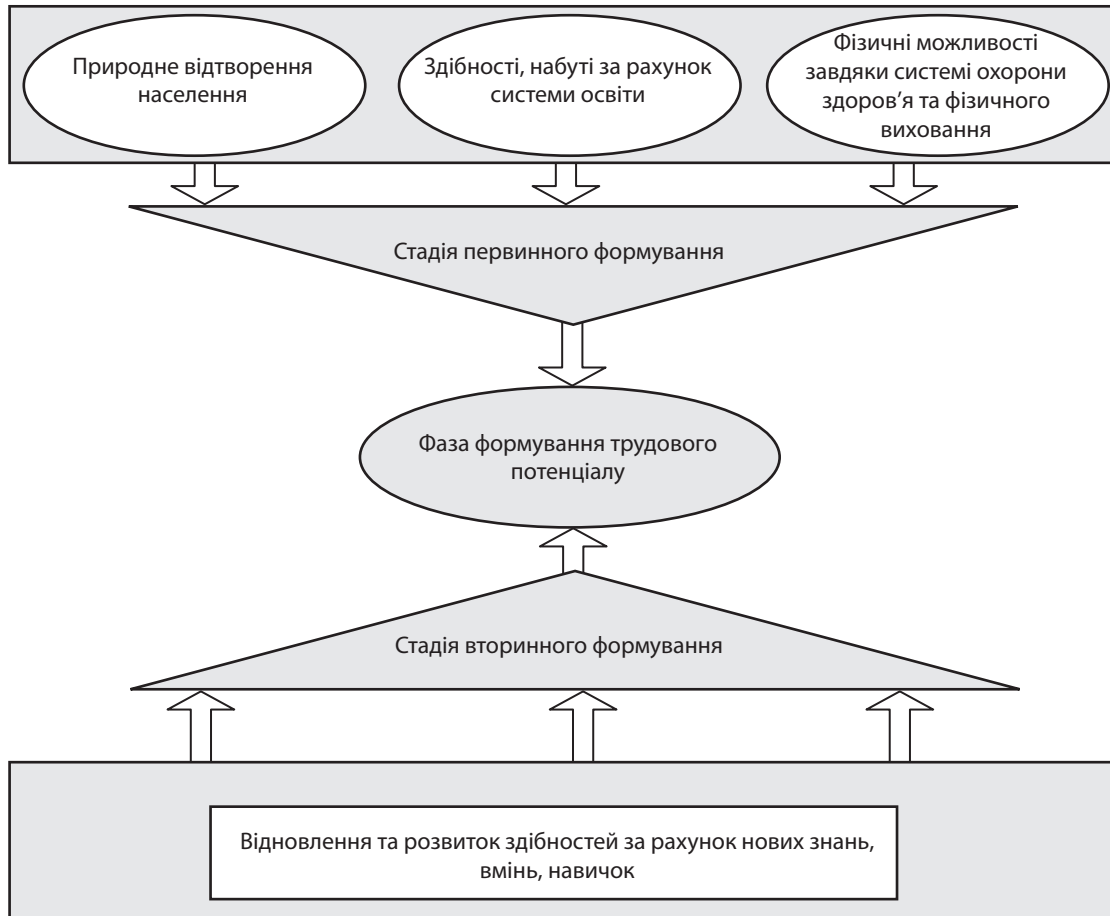 Природне відтворення
населення
Здібності, набуті за рахунок
системи освіти
Фізичні можливості
завдяки системі охорони
здоров’я та фізичного
виховання
Стадія первинного формування
Фаза формування трудового
потенціалу
Стадія вторинного формування
Відновлення та розвиток здібностей за рахунок нових знань,
вмінь, навичок